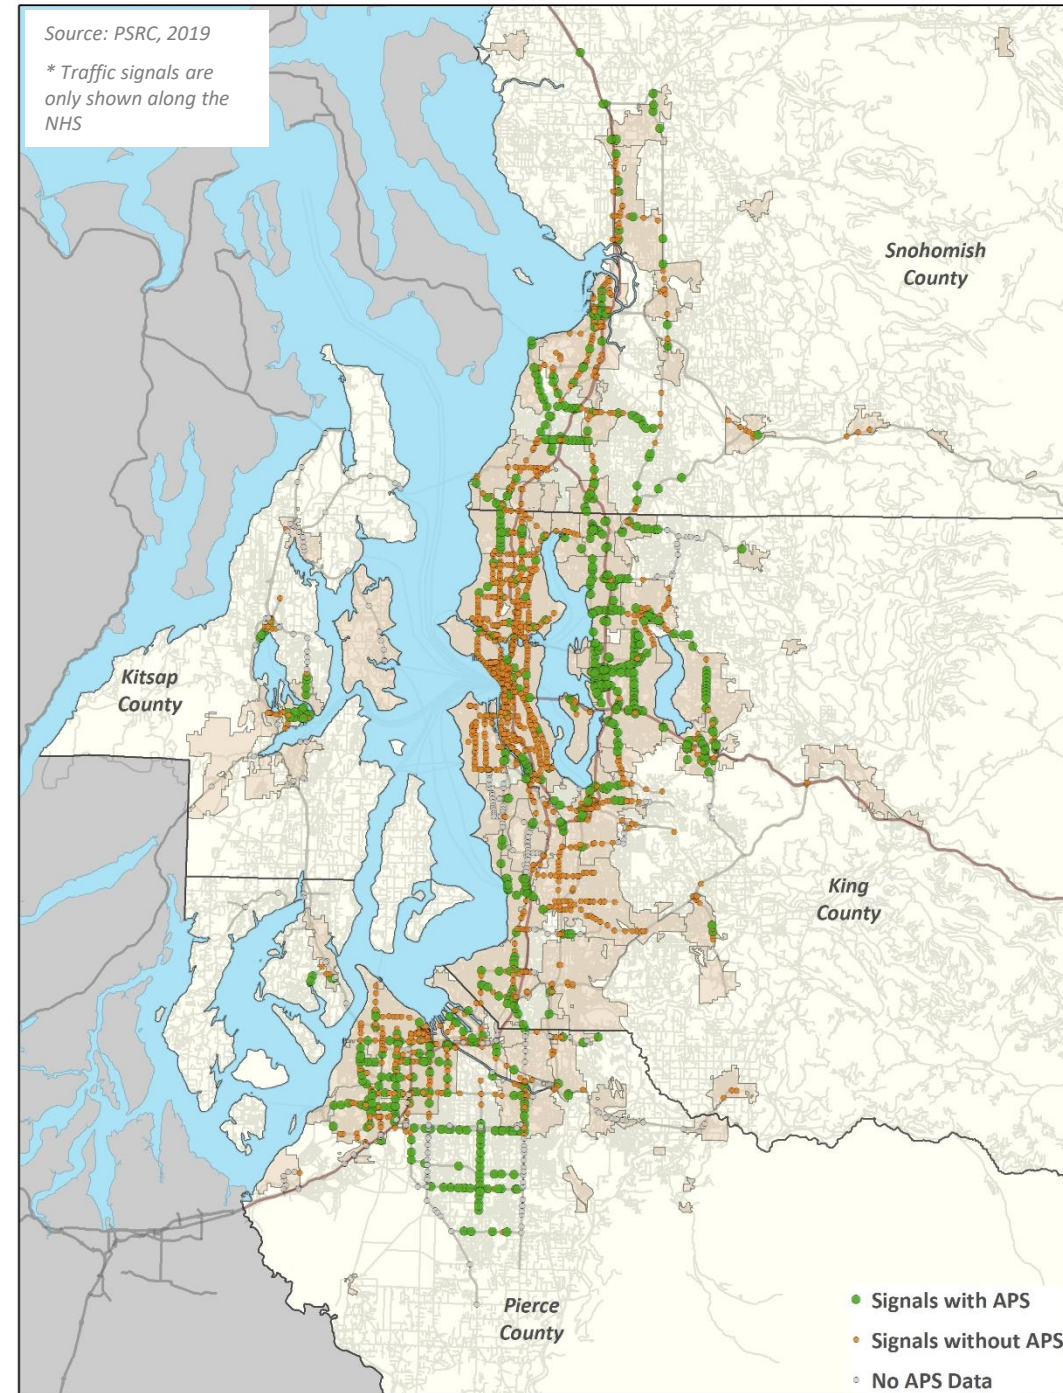 Source: PSRC, 2019
* Traffic signals are
only shown along the
NHS
Snohomish
County
Kitsap
County
King
County
Pierce
County
Signals with APS
Signals without APS
No APS Data